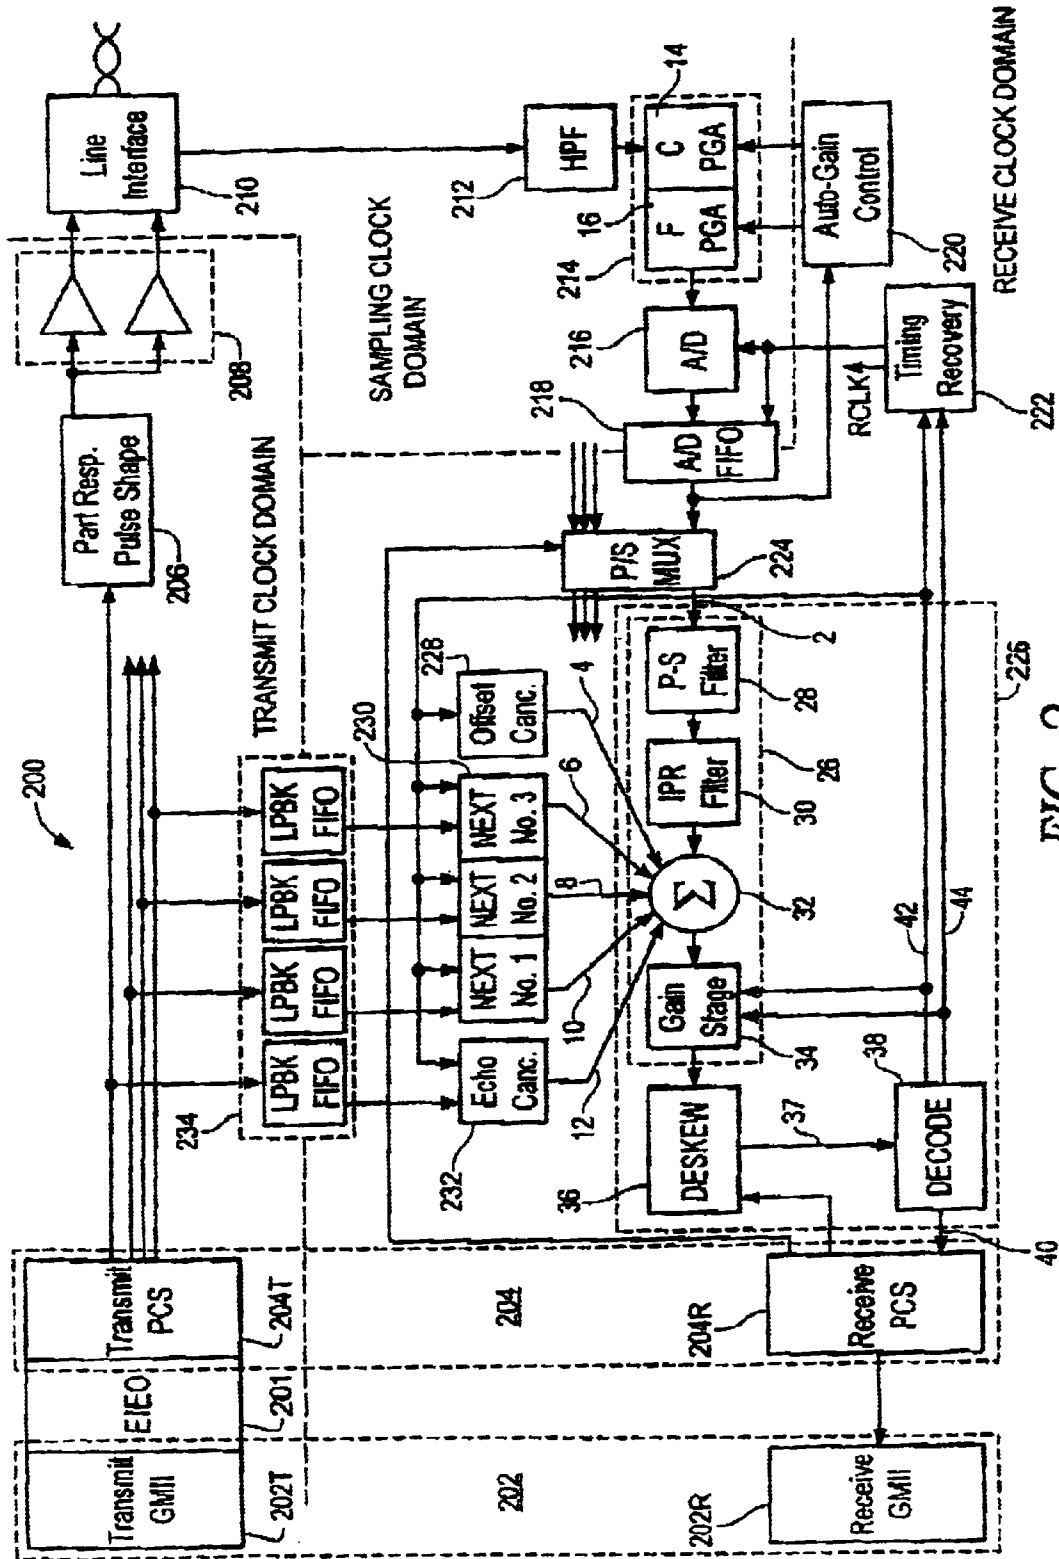 200
Transmit
GMII
202T
EIEO
201
Transmit
PCS
204T
Part Resp.
Pulse Shape
206
208
Line
Interface
210
TRANSMIT CLOCK DOMAIN
SAMPLING CLOCK
DOMAIN
RECEIVE CLOCK DOMAIN
234
LPBK
FIFO
LPBK
FIFO
LPBK
FIFO
LPBK
FIFO
232
Echo
Canc.
NEXT
No. 1
NEXT
No. 2
NEXT
No. 3
230
Offset
Canc.
228
12
10
8
6
4
2
HPF
212
214
F
PGA
16
C
PGA
14
216
A/D
218
A/D
FIFO
P/S
MUX
224
Auto-Gain
Control
220
RCLK
Timing
Recovery
222
36
DESKEW
Gain
Stage
34
Σ
32
IPR
Filter
30
P-S
Filter
28
26
226
37
DECODE
38
42
44
40
202
204
202R
Receive
GMII
204R
Receive
PCS
FIG. 2